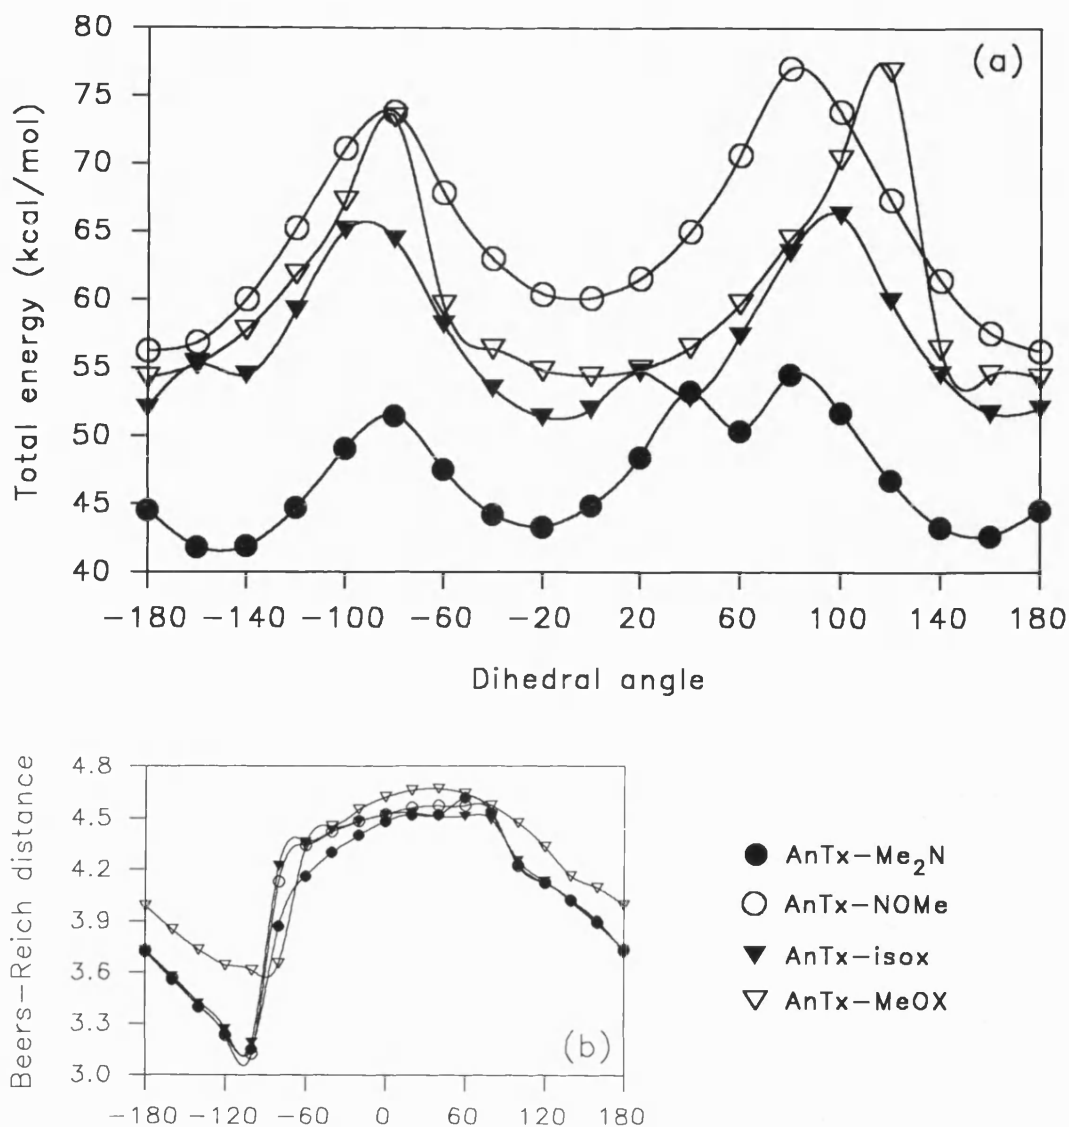 80
75
70
65
60
55
50
45
40
Total energy (kcal/mol)
(a)
−180 −140 −100 −60 −20 20 60 100 140 180
Dihedral angle
4.8
4.5
4.2
3.9
3.6
3.3
3.0
Beers−Reich distance
(b)
−180 −120 −60 0 60 120 180
AnTx−Me₂N
AnTx−NOMe
AnTx−isox
AnTx−MeOX